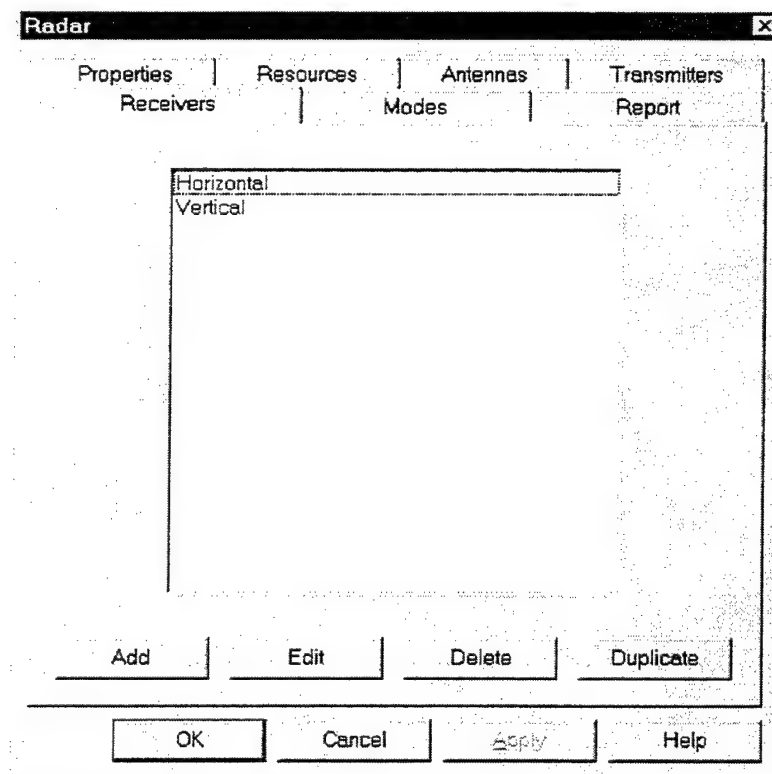 Radar
Properties Resources Antennas Transmitters
Receivers Modes Report
Horizontal
Vertical
Add Edit Delete Duplicate
OK Cancel Apply Help